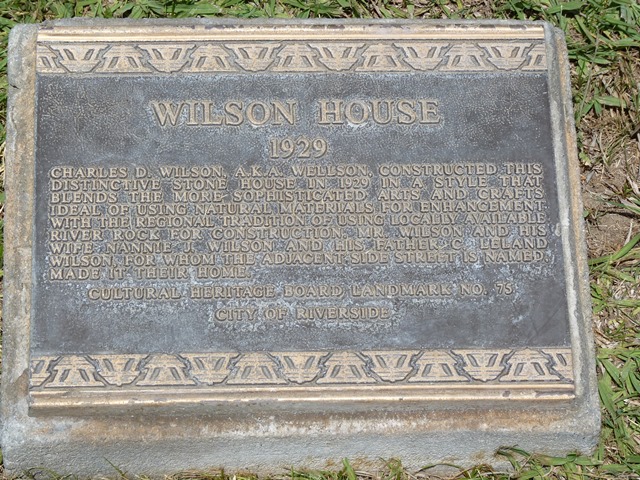 WILSON HOUSE
1929
CHARLES D. WILSON, A.K.A. WELLSON, CONSTRUCTED THIS
DISTINCTIVE STONE HOUSE IN 1929 IN A STYLE THAT
BLENDS THE MORE SOPHISTICATED ARTS AND CRAFTS
IDEAL OF USING NATURAL MATERIALS FOR ENHANCEMENT
WITH THE REGIONAL TRADITION OF USING LOCALLY AVAILABLE
RIVER ROCK FOR CONSTRUCTION. MR. WILSON AND HIS
WIFE NANNIE J. WILSON AND HIS FATHER C. LELAND
WILSON, FOR WHOM THE ADJACENT SIDE STREET IS NAMED,
MADE IT THEIR HOME.
CULTURAL HERITAGE BOARD LANDMARK NO. 75
CITY OF RIVERSIDE